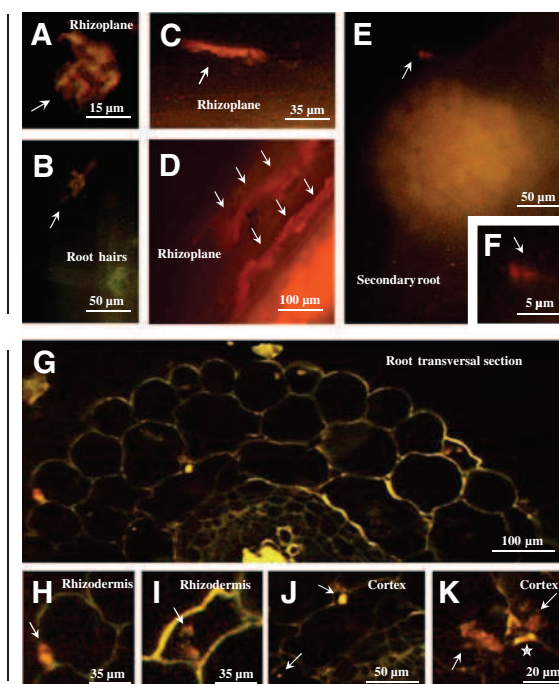 A
Rhizoplane
15 µm
B
Root hairs
50 µm
C
Rhizoplane
35 µm
D
Rhizoplane
100 µm
E
50 µm
Secondary root
F
5 µm
G
Root transversal section
100 µm
H
Rhizodermis
35 µm
I
Rhizodermis
35 µm
J
Cortex
50 µm
K
Cortex
20 µm